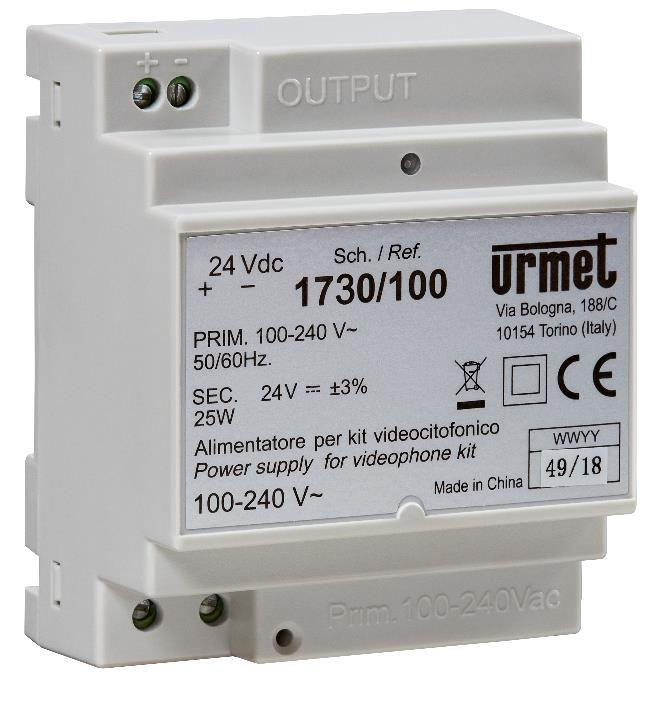 + -
OUTPUT
24 Vdc
+ −
Sch. / Ref.
1730/100
urmet
Via Bologna, 188/C
10154 Torino (Italy)
PRIM. 100-240 V~
50/60Hz.
SEC. 24V ⎓ ±3%
25W
CE
Alimentatore per kit videocitofonico
Power supply for videophone kit
100-240 V~
Made in China
WWYY
49/18
Prim.100-240Vac